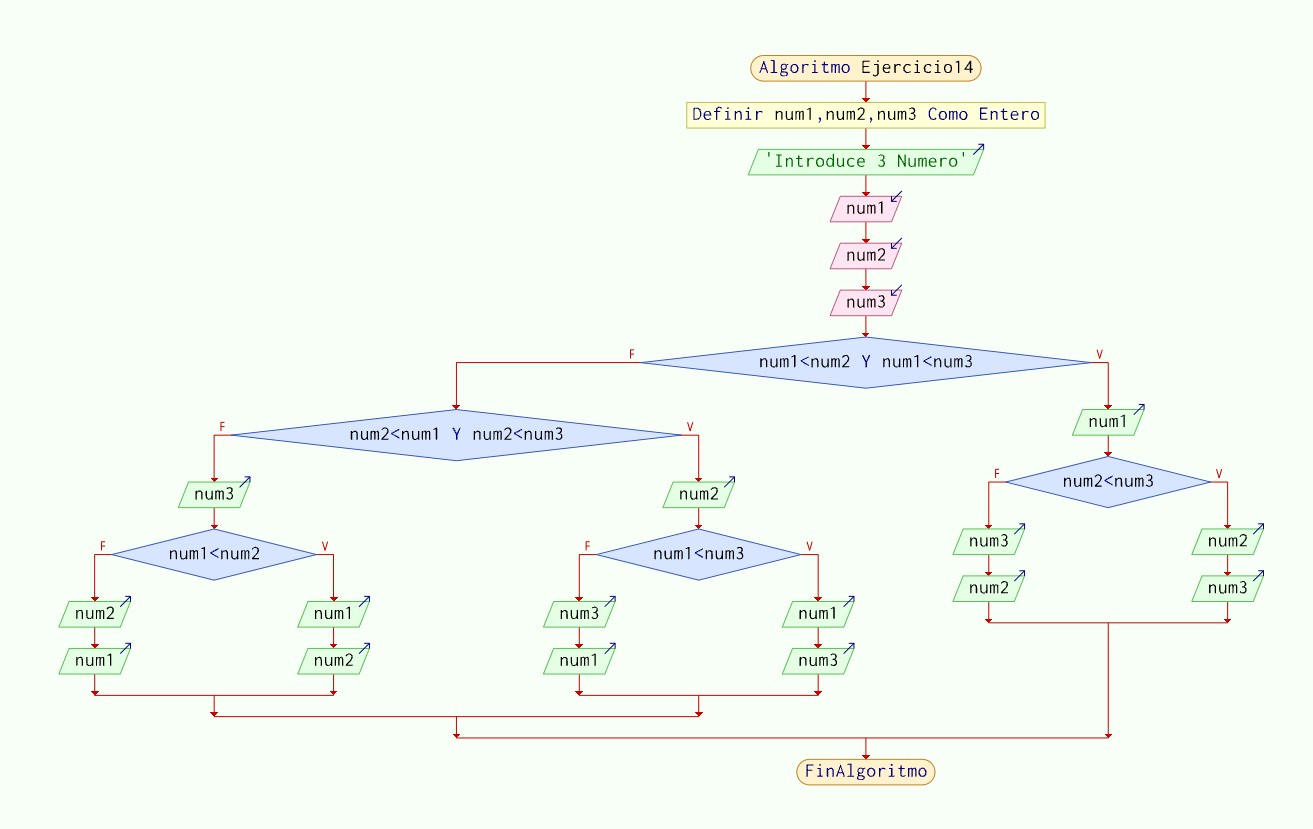 Algoritmo Ejercicio14
Definir num1,num2,num3 Como Entero
'Introduce 3 Numero'
num1
num2
num3
num1<num2 Y num1<num3
F
V
num2<num1 Y num2<num3
F
V
num1
num2<num3
F
V
num3
num2
num1<num2
F
V
num1<num3
F
V
num3
num2
num2
num3
num2
num1
num3
num1
num1
num2
num1
num3
FinAlgoritmo